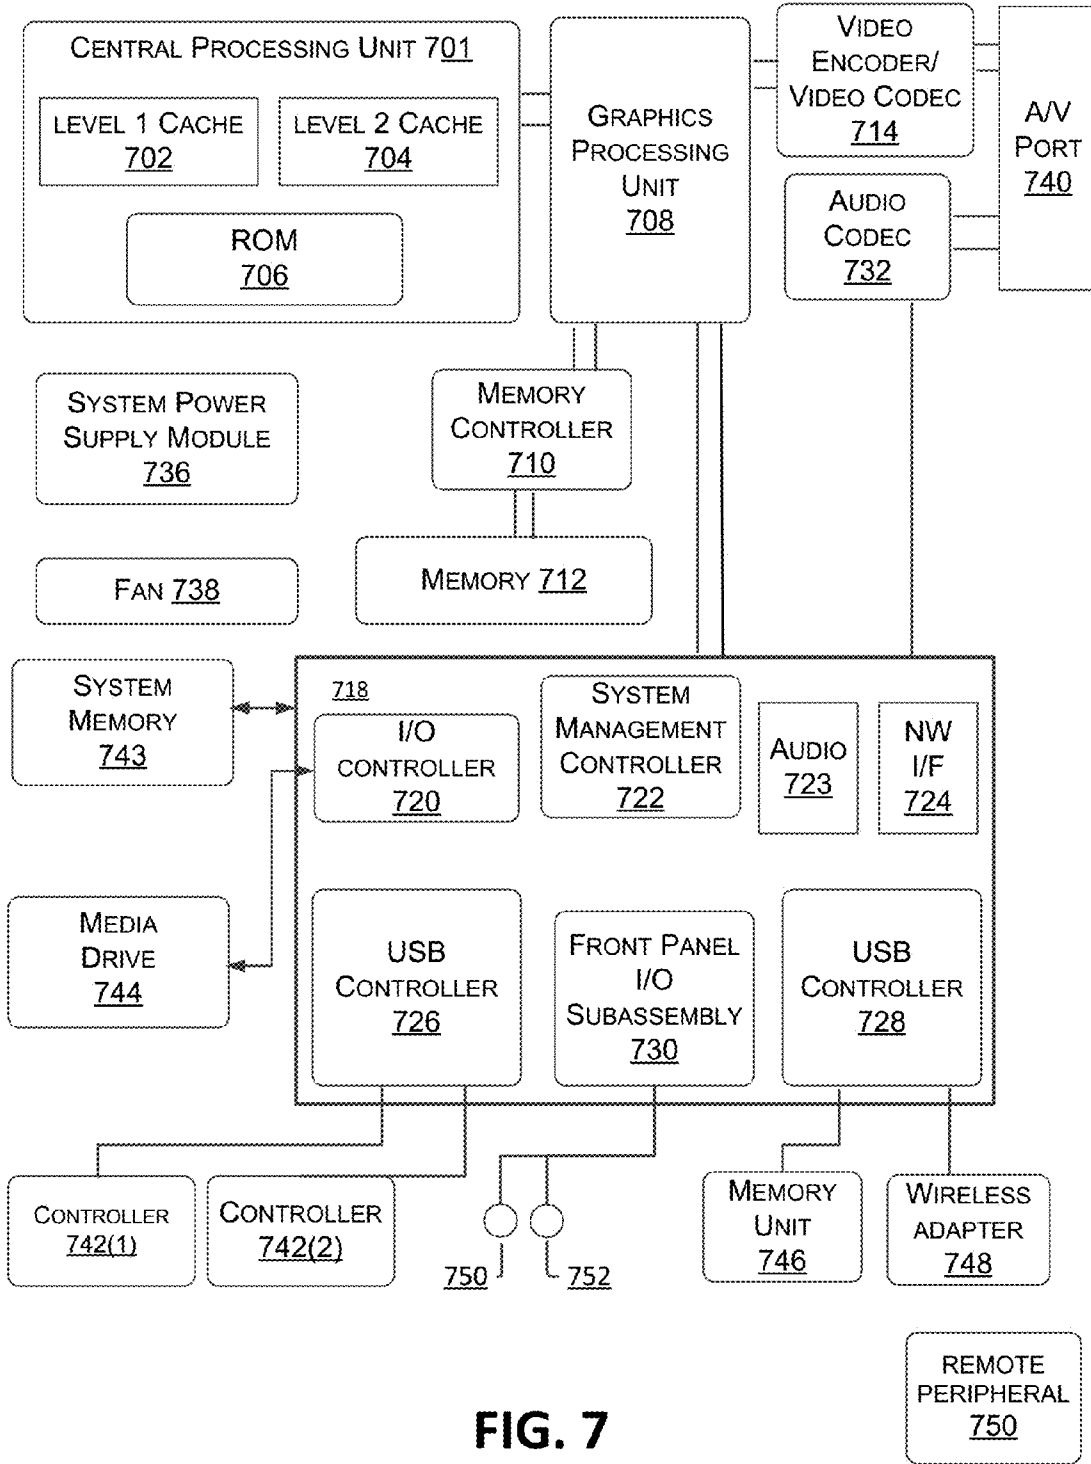 CENTRAL PROCESSING UNIT 701
LEVEL 1 CACHE
702
LEVEL 2 CACHE
704
ROM
706
GRAPHICS
PROCESSING
UNIT
708
VIDEO
ENCODER/
VIDEO CODEC
714
A/V
PORT
740
AUDIO
CODEC
732
SYSTEM POWER
SUPPLY MODULE
736
MEMORY
CONTROLLER
710
FAN 738
MEMORY 712
SYSTEM
MEMORY
743
718
I/O
CONTROLLER
720
SYSTEM
MANAGEMENT
CONTROLLER
722
AUDIO
723
NW
I/F
724
MEDIA
DRIVE
744
USB
CONTROLLER
726
FRONT PANEL
I/O
SUBASSEMBLY
730
USB
CONTROLLER
728
CONTROLLER
742(1)
CONTROLLER
742(2)
750
752
MEMORY
UNIT
746
WIRELESS
ADAPTER
748
REMOTE
PERIPHERAL
750
FIG. 7